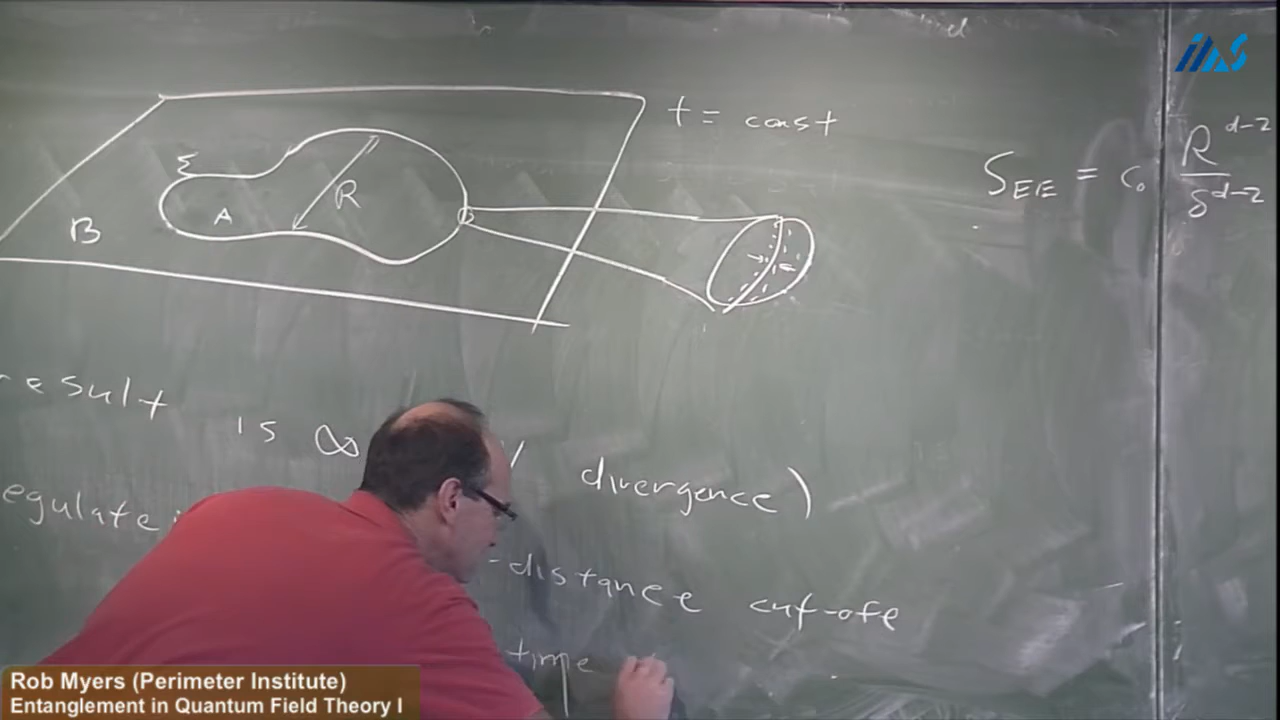 IIAS
t = const
S_EE = c₀ R^{d-2} / δ^{d-2}
Σ
R
A
B
result is ∞ divergence)
regulate: -distance cut-off
time
Rob Myers (Perimeter Institute)
Entanglement in Quantum Field Theory I